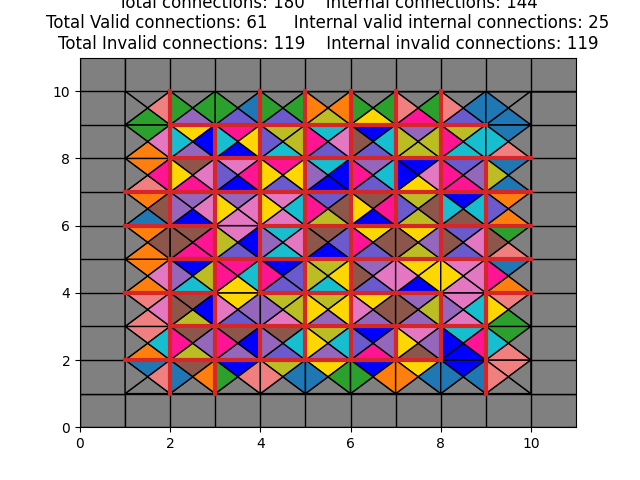 Total connections: 180    Internal connections: 144
Total Valid connections: 61    Internal valid internal connections: 25
Total Invalid connections: 119    Internal invalid connections: 119
10
8
6
4
2
0
0 2 4 6 8 10